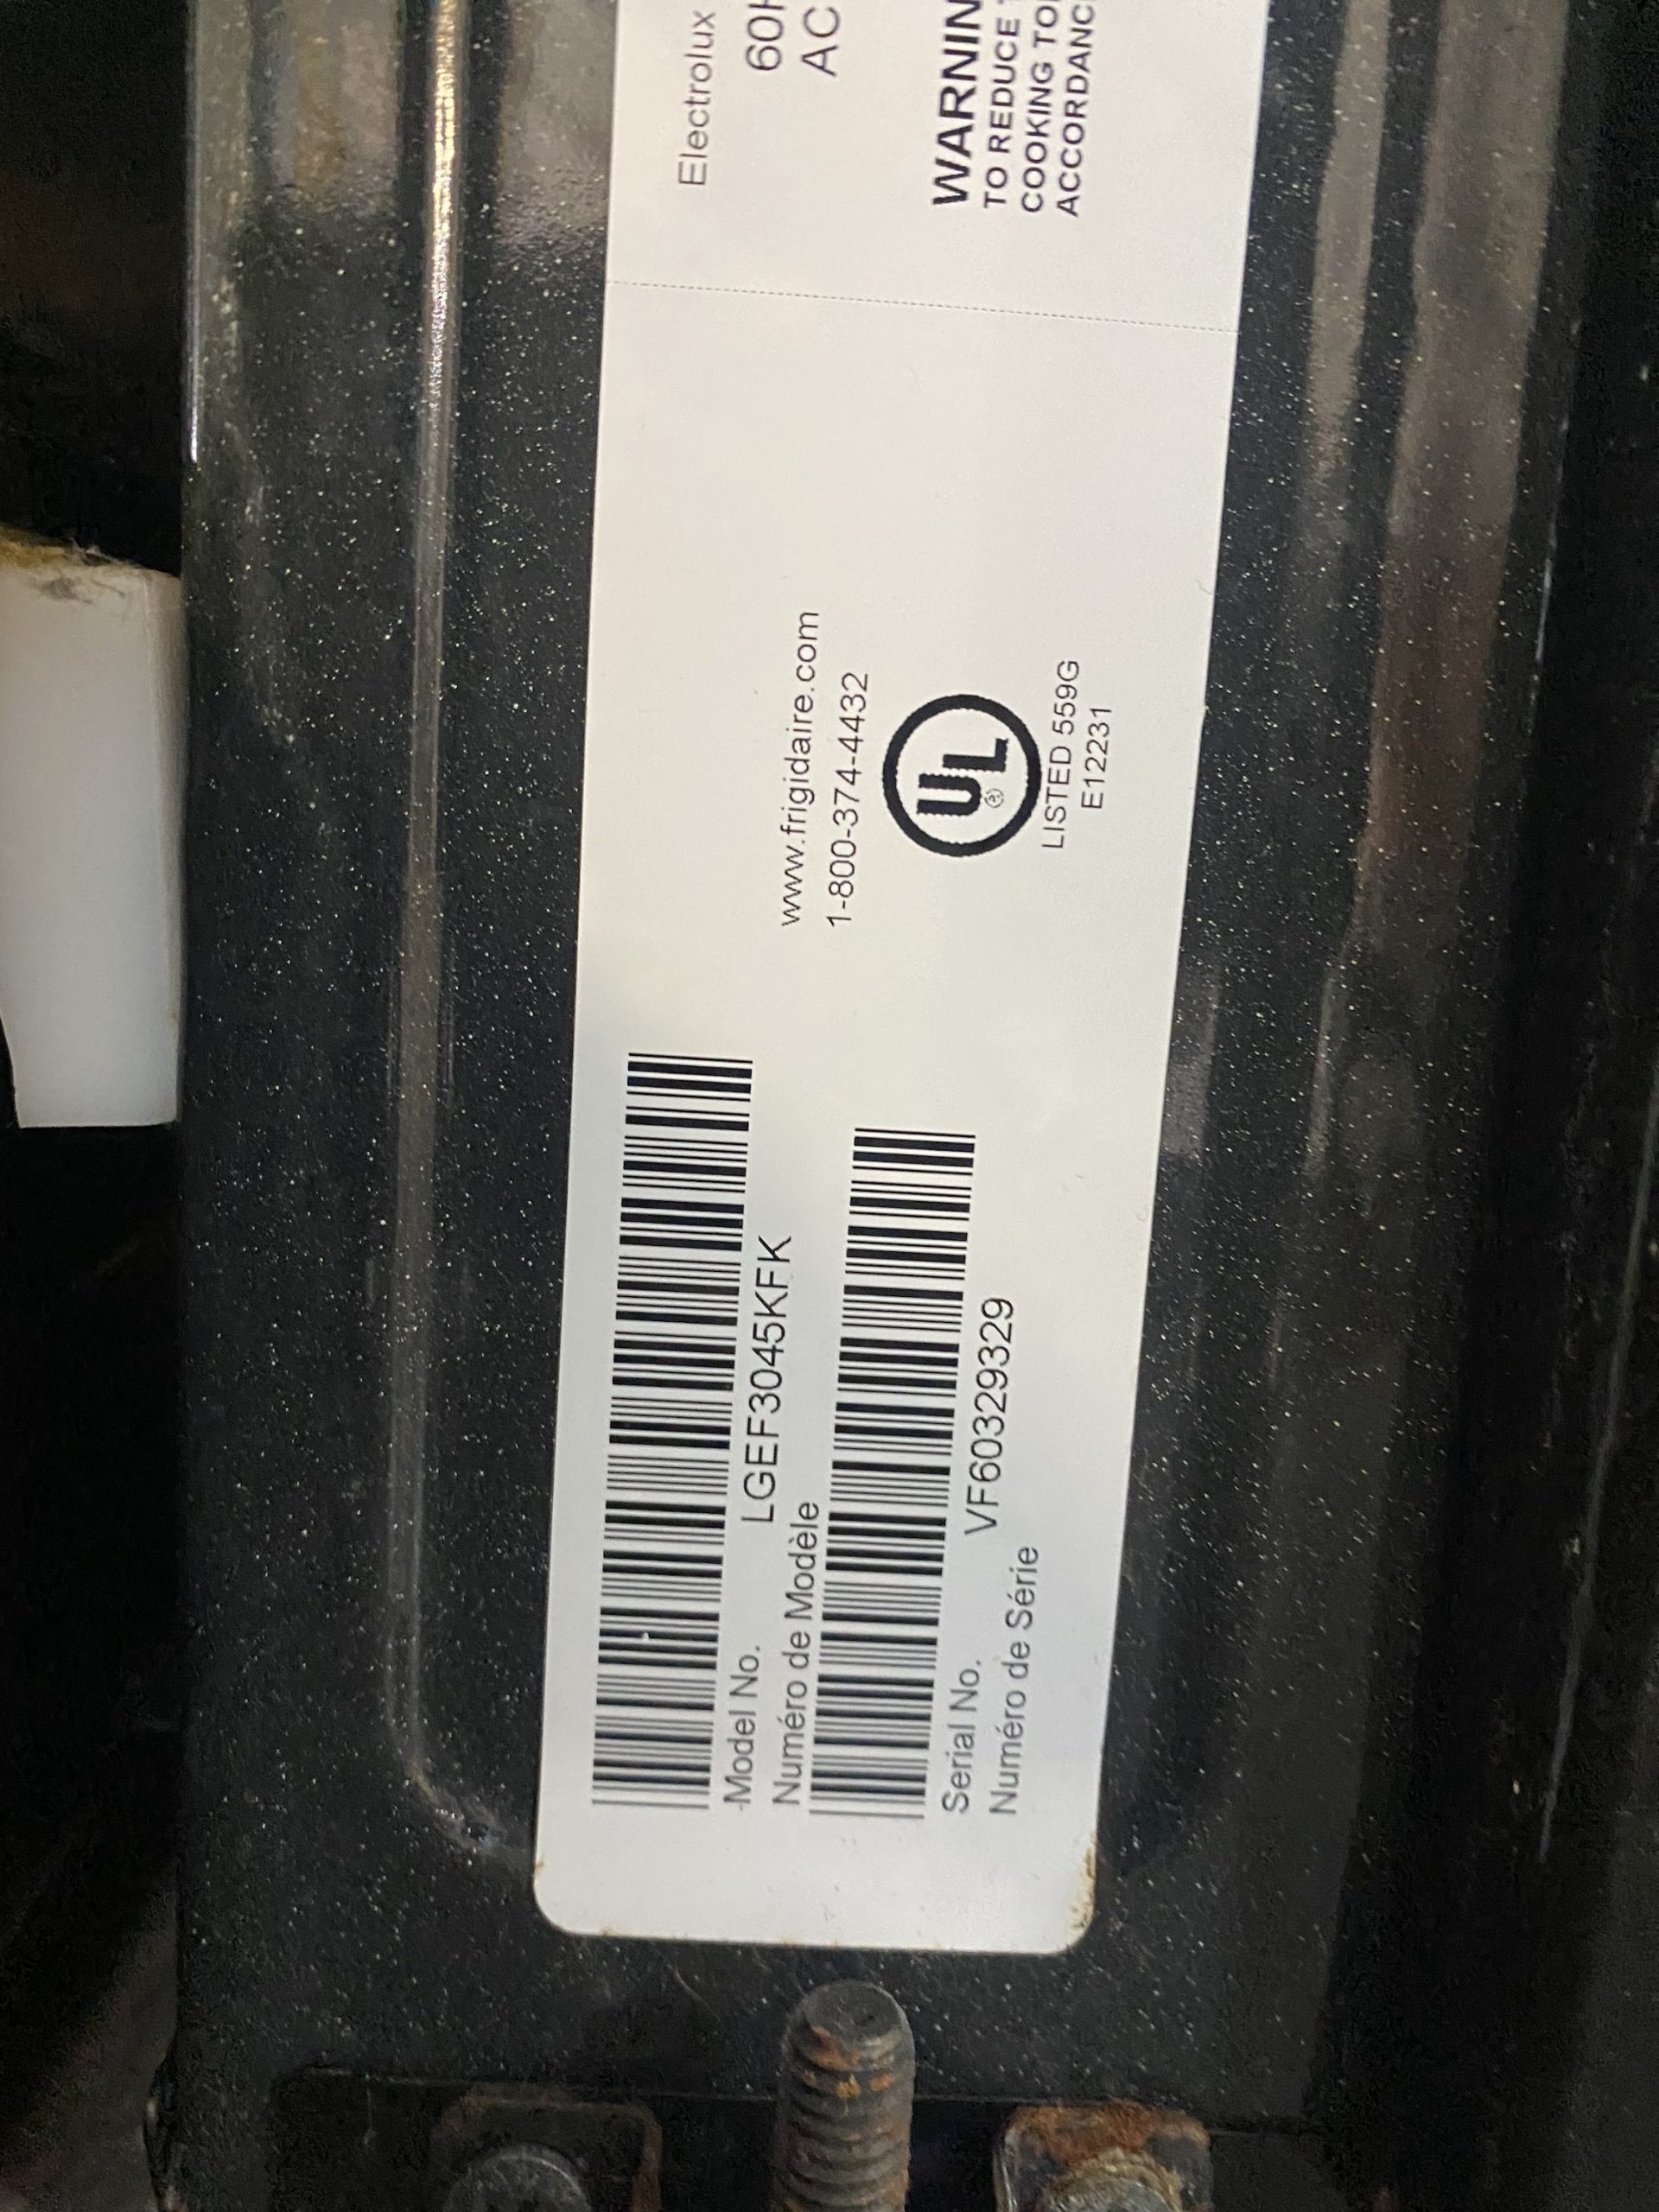 -Model No.
LGEF3045KFK
Numéro de Modèle
Serial No.
VF60329329
Numéro de Série
www.frigidaire.com
1-800-374-4432
UL
®
LISTED 559G
E12231
Electrolux
60H
AC
WARNIN
TO REDUCE T
COOKING TO
ACCORDANC